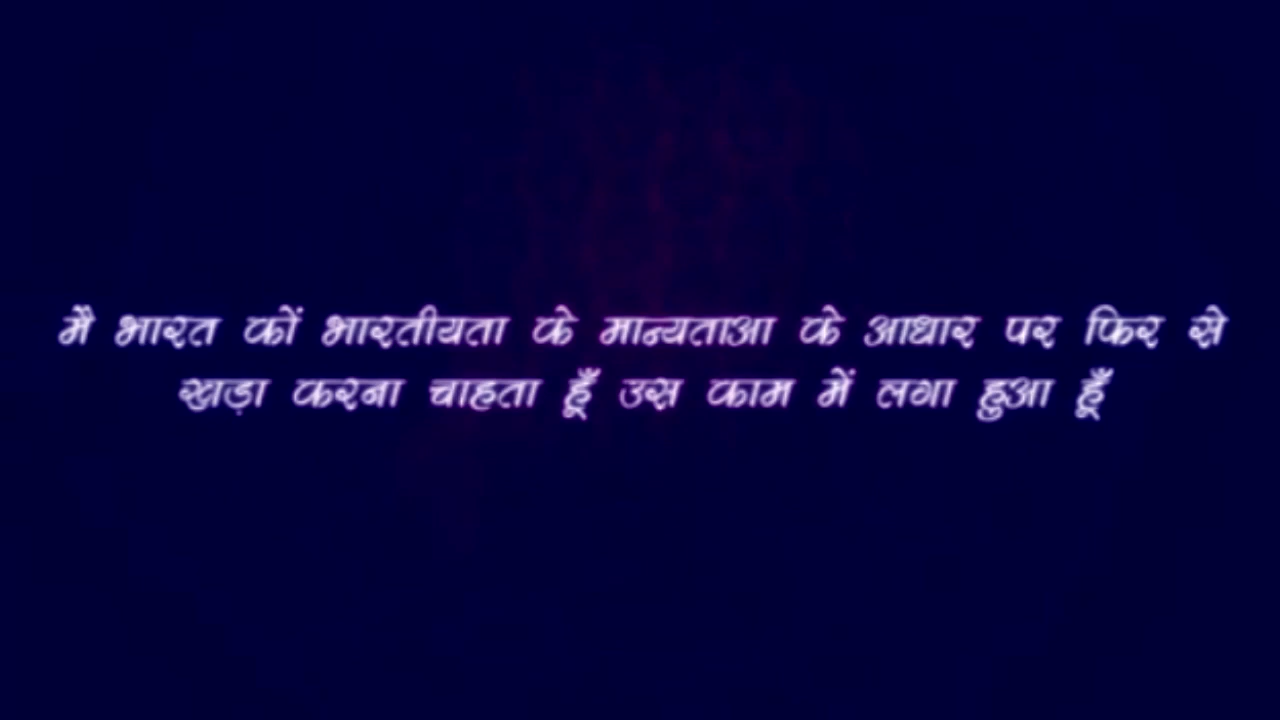 मै भारत कों भारतीयता के मान्यताआ के आधार पर फिर से
खड़ा करना चाहता हूँ उस काम में लगा हुआ हूँ